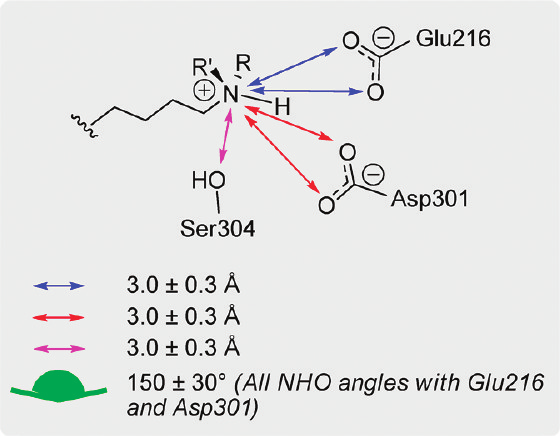 R' R
⊕
N
H
O ⊖ Glu216
O
HO
Ser304
O
⊖
O Asp301
3.0 ± 0.3 Å
3.0 ± 0.3 Å
3.0 ± 0.3 Å
150 ± 30° (All NHO angles with Glu216
and Asp301)